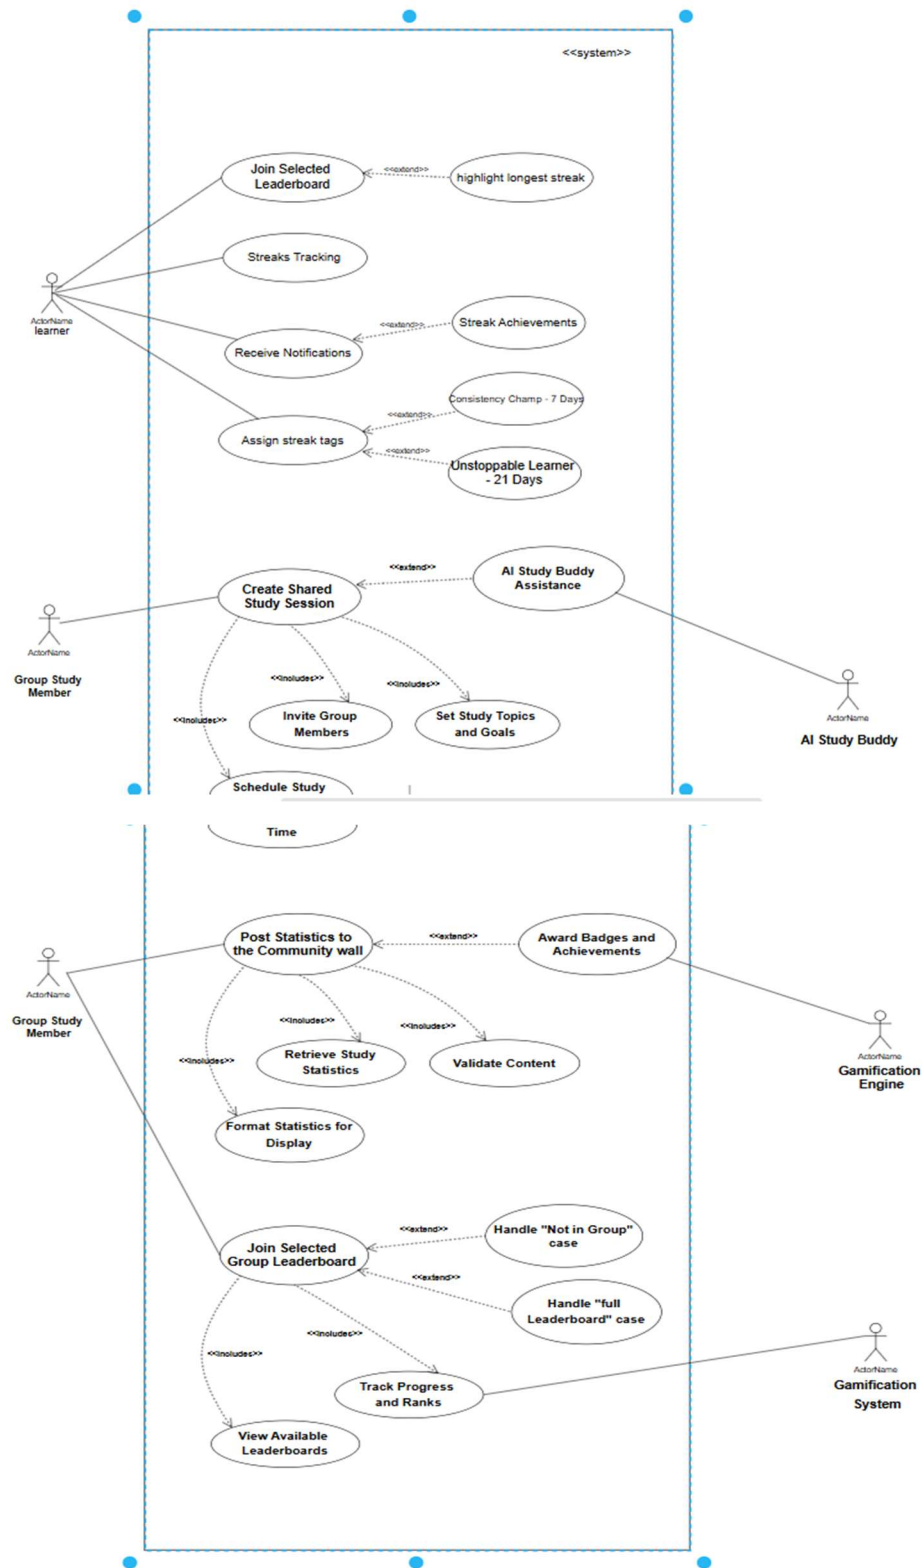 <<system>>
Join Selected
Leaderboard
<<extend>>
highlight longest streak
Streaks Tracking
ActorName
learner
<<extend>>
Streak Achievements
Receive Notifications
<<extend>>
Consistency Champ - 7 Days
Assign streak tags
<<extend>>
Unstoppable Learner
- 21 Days
<<extend>>
AI Study Buddy
Assistance
Create Shared
Study Session
ActorName
Group Study
Member
<<includes>>
<<includes>>
<<includes>>
Invite Group
Members
Set Study Topics
and Goals
ActorName
AI Study Buddy
Schedule Study
Time
Post Statistics to
the Community wall
<<extend>>
Award Badges and
Achievements
ActorName
Group Study
Member
<<includes>>
<<includes>>
<<includes>>
Retrieve Study
Statistics
Validate Content
ActorName
Gamification
Engine
Format Statistics for
Display
<<extend>>
Handle "Not in Group"
case
Join Selected
Group Leaderboard
<<extend>>
Handle "full
Leaderboard" case
<<includes>>
<<includes>>
Track Progress
and Ranks
ActorName
Gamification
System
View Available
Leaderboards